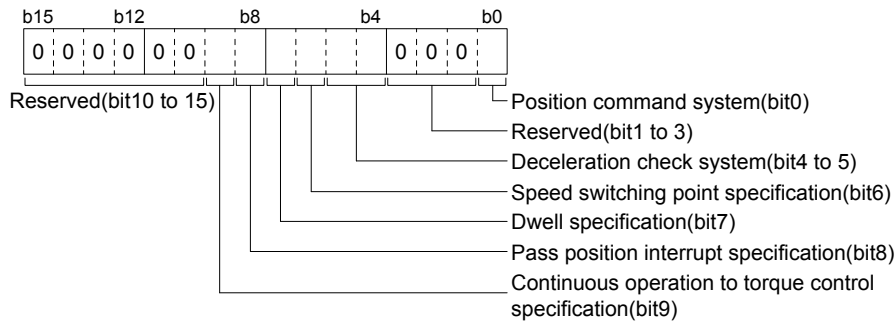 b15 b12 b8 b4 b0
0 0 0 0 0 0 0 0 0
Reserved(bit10 to 15)
Position command system(bit0)
Reserved(bit1 to 3)
Deceleration check system(bit4 to 5)
Speed switching point specification(bit6)
Dwell specification(bit7)
Pass position interrupt specification(bit8)
Continuous operation to torque control
specification(bit9)